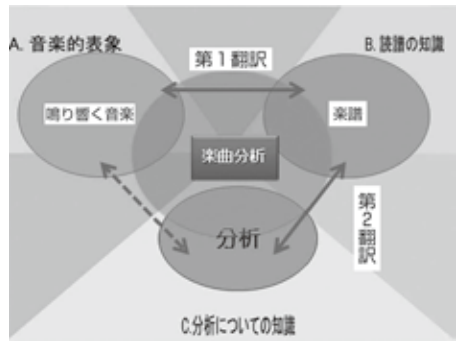 A. 音楽的表象
B. 読譜の知識
第1翻訳
鳴り響く音楽
楽譜
楽曲分析
分析
第2翻訳
C.分析についての知識